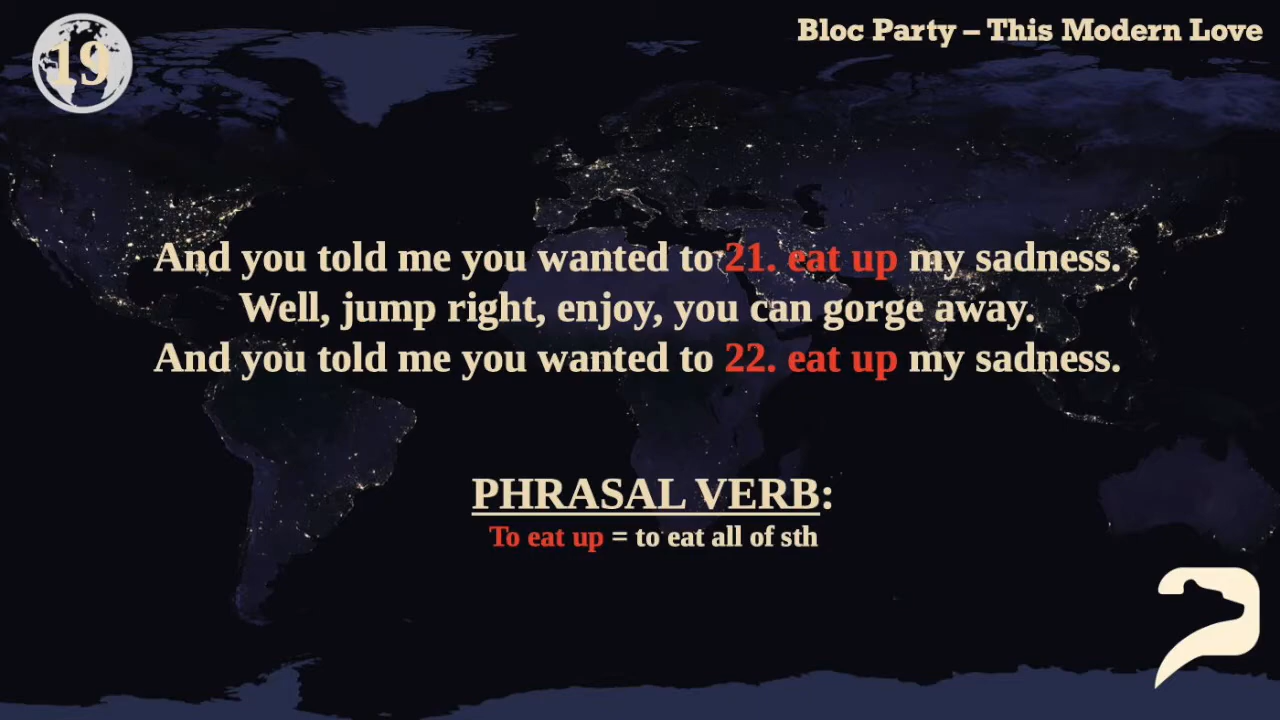 19
Bloc Party – This Modern Love
And you told me you wanted to 21. eat up my sadness.
Well, jump right, enjoy, you can gorge away.
And you told me you wanted to 22. eat up my sadness.
PHRASAL VERB:
To eat up = to eat all of sth